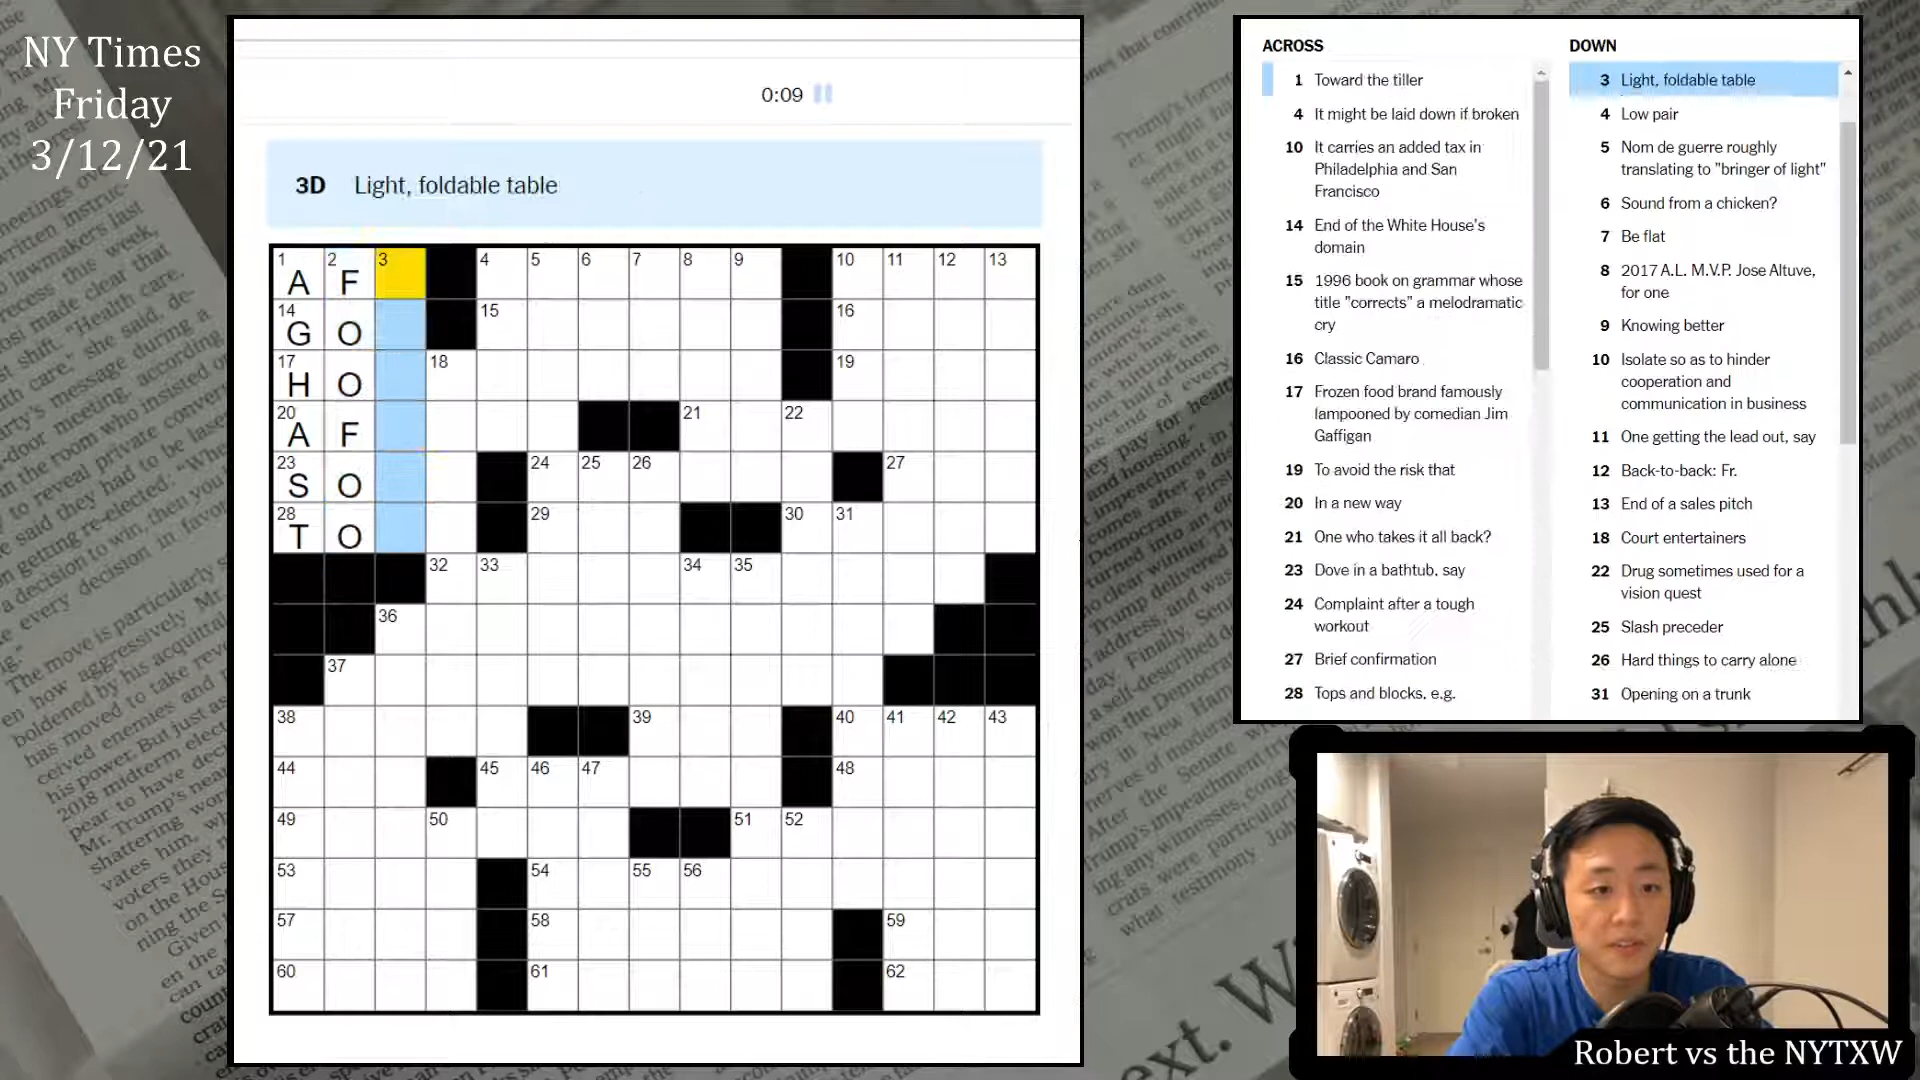 NY Times
Friday
3/12/21
0:09
3D Light, foldable table
1 2 3 4 5 6 7 8 9 10 11 12 13
A F
14 15 16
G O
17 18 19
H O
20 21 22
A F
23 24 25 26 27
S O
28 29 30 31
T O
32 33 34 35
36
37
38 39 40 41 42 43
44 45 46 47 48
49 50 51 52
53 54 55 56
57 58 59
60 61 62
ACROSS
1 Toward the tiller
4 It might be laid down if broken
10 It carries an added tax in
Philadelphia and San
Francisco
14 End of the White House's
domain
15 1996 book on grammar whose
title "corrects" a melodramatic
cry
16 Classic Camaro
17 Frozen food brand famously
lampooned by comedian Jim
Gaffigan
19 To avoid the risk that
20 In a new way
21 One who takes it all back?
23 Dove in a bathtub, say
24 Complaint after a tough
workout
27 Brief confirmation
28 Tops and blocks, e.g.
DOWN
3 Light, foldable table
4 Low pair
5 Nom de guerre roughly
translating to "bringer of light"
6 Sound from a chicken?
7 Be flat
8 2017 A.L. M.V.P. Jose Altuve,
for one
9 Knowing better
10 Isolate so as to hinder
cooperation and
communication in business
11 One getting the lead out, say
12 Back-to-back: Fr.
13 End of a sales pitch
18 Court entertainers
22 Drug sometimes used for a
vision quest
25 Slash preceder
26 Hard things to carry alone
31 Opening on a trunk
Robert vs the NYTXW